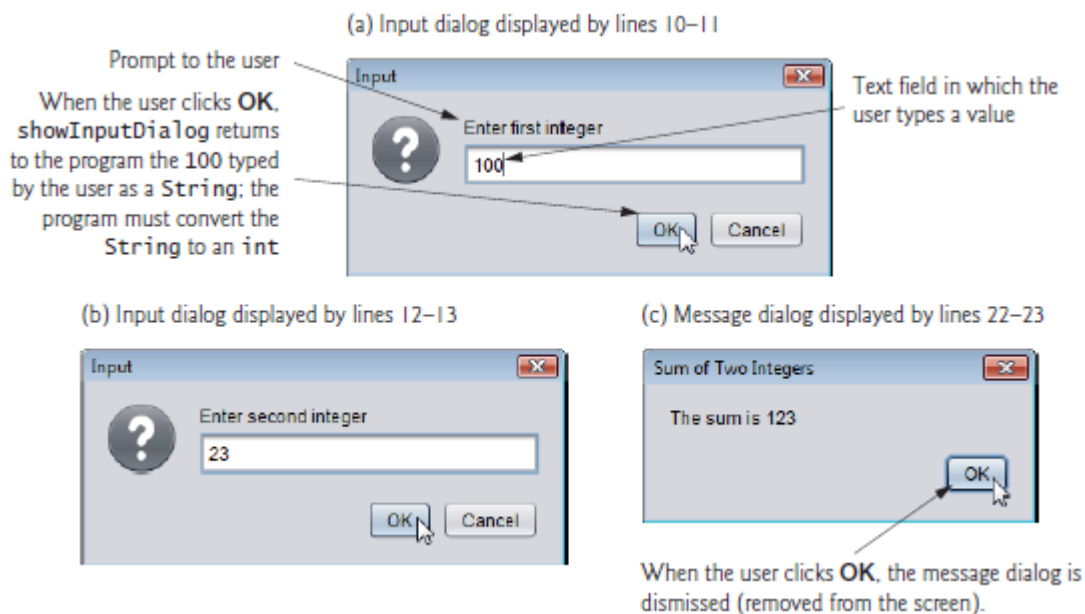 (a) Input dialog displayed by lines 10–11
Prompt to the user
When the user clicks OK,
showInputDialog returns
to the program the 100 typed
by the user as a String; the
program must convert the
String to an int
Input
Enter first integer
100
OK
Cancel
Text field in which the
user types a value
(b) Input dialog displayed by lines 12–13
Input
Enter second integer
23
OK
Cancel
(c) Message dialog displayed by lines 22–23
Sum of Two Integers
The sum is 123
OK
When the user clicks OK, the message dialog is
dismissed (removed from the screen).